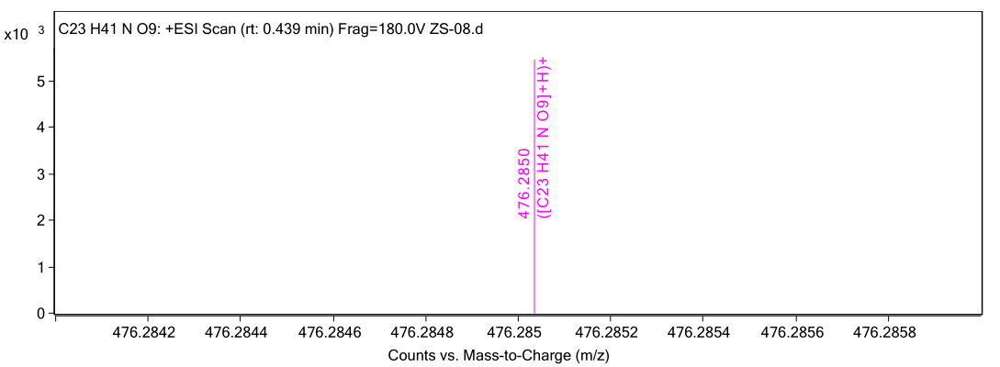 x10 3
C23 H41 N O9: +ESI Scan (rt: 0.439 min) Frag=180.0V ZS-08.d
5
4
3
2
1
0
476.2850
([C23 H41 N O9]+H)+
476.2842 476.2844 476.2846 476.2848 476.285 476.2852 476.2854 476.2856 476.2858
Counts vs. Mass-to-Charge (m/z)